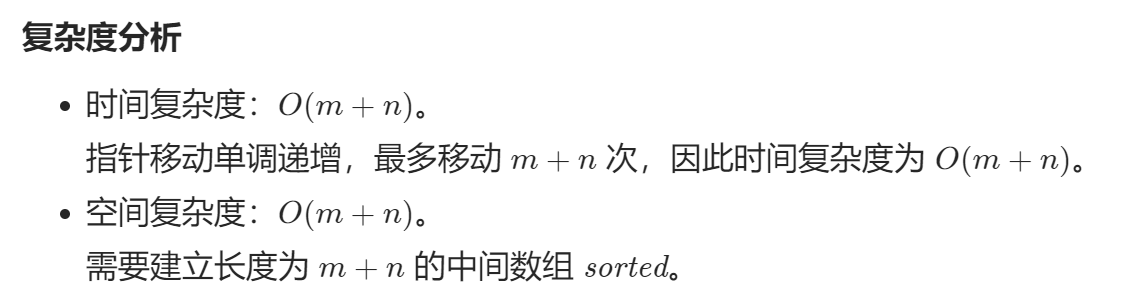 复杂度分析
• 时间复杂度：O(m + n)。
指针移动单调递增，最多移动 m + n 次，因此时间复杂度为 O(m + n)。
• 空间复杂度：O(m + n)。
需要建立长度为 m + n 的中间数组 sorted。